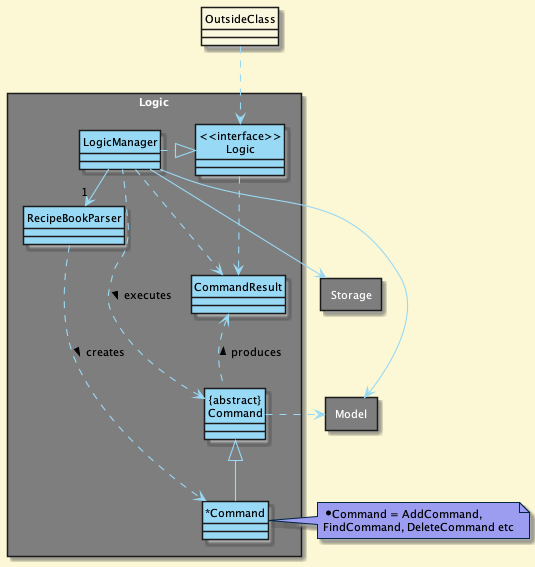 OutsideClass
Logic
<<interface>>
Logic
LogicManager
1
RecipeBookParser
CommandResult
Storage
executes
creates
produces
{abstract}
Command
Model
*Command
•Command = AddCommand,
FindCommand, DeleteCommand etc